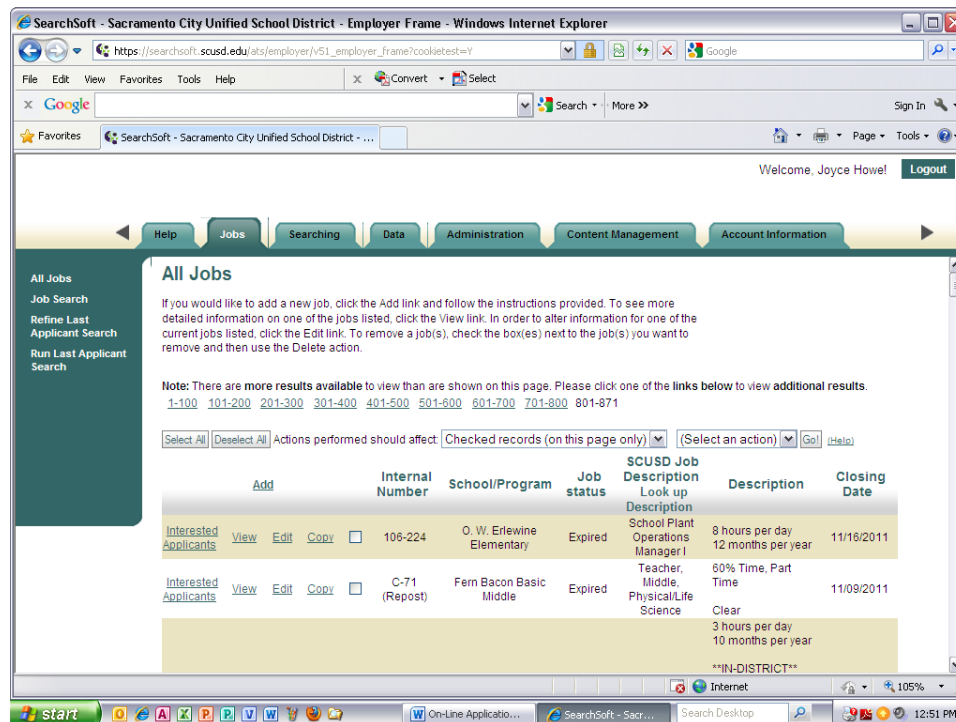 SearchSoft - Sacramento City Unified School District - Employer Frame - Windows Internet Explorer
https://searchsoft.scusd.edu/ats/employer/v51_employer_frame?cookietest=Y
Google
File Edit View Favorites Tools Help
x Convert Select
x Google Search More >> Sign In
Favorites SearchSoft - Sacramento City Unified School District - ... Page Tools
Welcome, Joyce Howe! Logout
Help Jobs Searching Data Administration Content Management Account Information
All Jobs
Job Search
Refine Last
Applicant Search
Run Last Applicant
Search
All Jobs
If you would like to add a new job, click the Add link and follow the instructions provided. To see more
detailed information on one of the jobs listed, click the View link. In order to alter information for one of the
current jobs listed, click the Edit link. To remove a job(s), check the box(es) next to the job(s) you want to
remove and then use the Delete action.
Note: There are more results available to view than are shown on this page. Please click one of the links below to view additional results.
1-100 101-200 201-300 301-400 401-500 501-600 601-700 701-800 801-871
Select All Deselect All Actions performed should affect: Checked records (on this page only) (Select an action) Go! (Help)
Add
Internal
Number
School/Program
Job
status
SCUSD Job
Description
Look up
Description
Description
Closing
Date
Interested
Applicants
View Edit Copy
106-224
O. W. Erlewine
Elementary
Expired
School Plant
Operations
Manager I
8 hours per day
12 months per year
11/16/2011
Interested
Applicants
View Edit Copy
C-71
(Repost)
Fern Bacon Basic
Middle
Expired
Teacher,
Middle,
Physical/Life
Science
60% Time, Part
Time
Clear
11/09/2011
3 hours per day
10 months per year
**IN-DISTRICT**
Internet 105%
start On-Line Applicatio... SearchSoft - Sacr... Search Desktop 12:51 PM